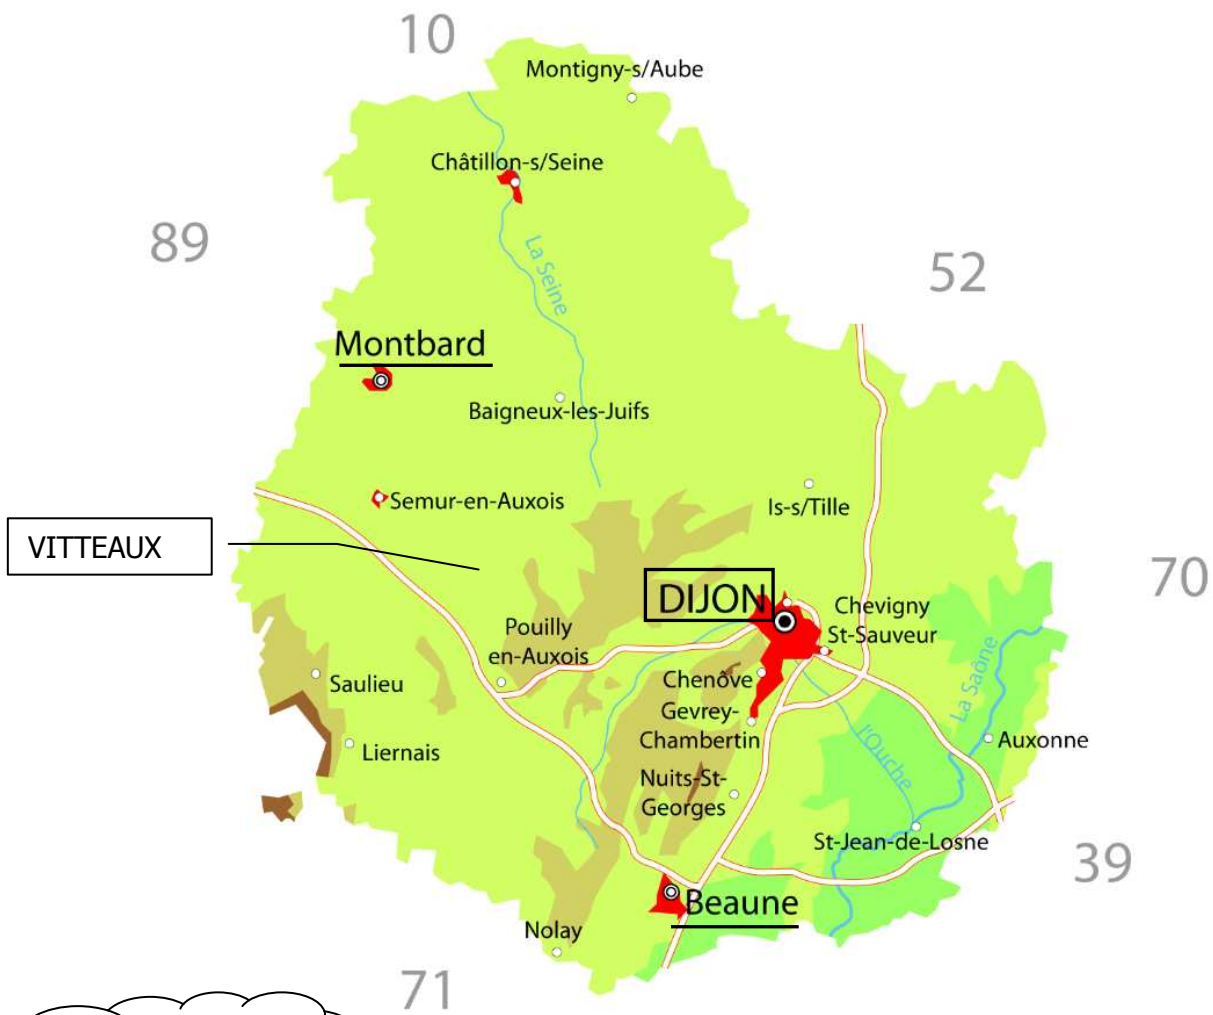 10
Montigny-s/Aube
Châtillon-s/Seine
89
La Seine
52
Montbard
Baigneux-les-Juifs
Semur-en-Auxois
Is-s/Tille
VITTEAUX
70
DIJON
Chevigny
St-Sauveur
Pouilly
en-Auxois
La Saône
Saulieu
Chenôve
Gevrey-
Chambertin
Liernais
l'Ouche
Auxonne
Nuits-St-
Georges
St-Jean-de-Losne
39
Beaune
Nolay
71